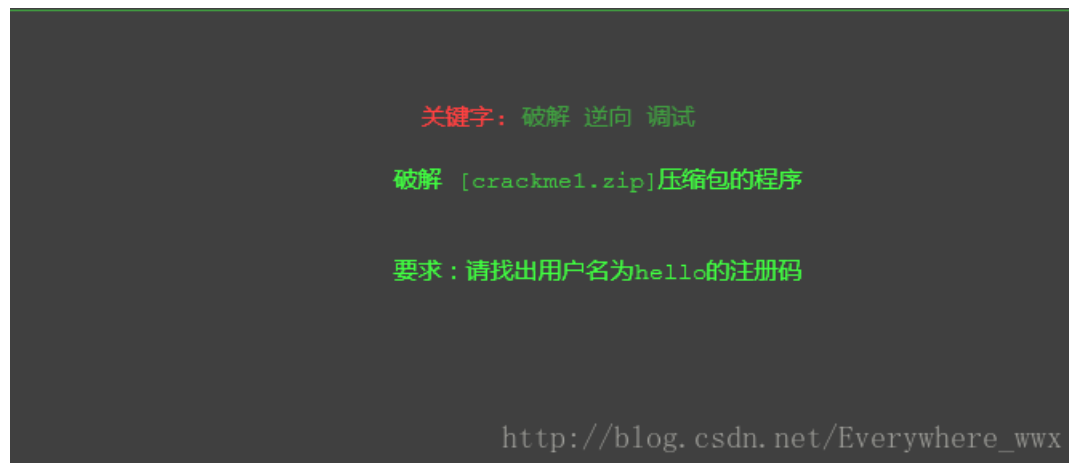 关键字: 破解 逆向 调试
破解 [crackme1.zip]压缩包的程序
要求：请找出用户名为hello的注册码
http://blog.csdn.net/Everywhere_wwx